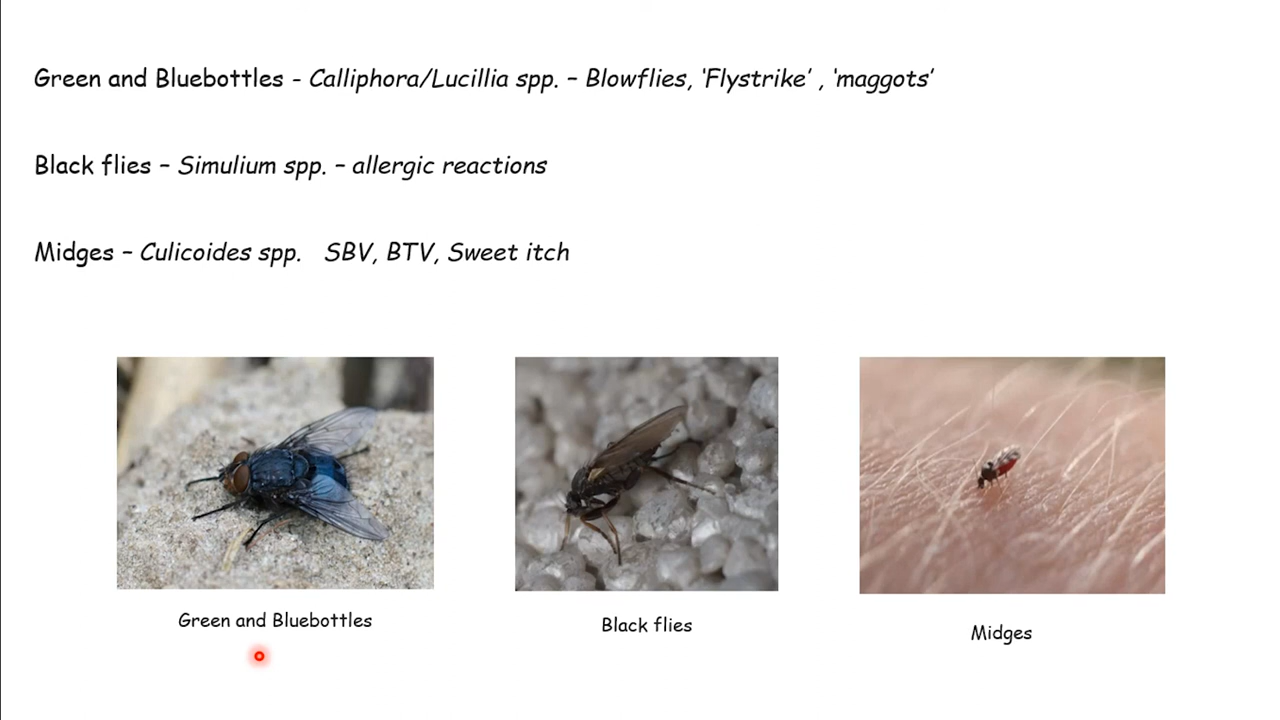 Green and Bluebottles - Calliphora/Lucillia spp. – Blowflies, ‘Flystrike’ , ‘maggots’
Black flies – Simulium spp. – allergic reactions
Midges – Culicoides spp. SBV, BTV, Sweet itch
Green and Bluebottles
Black flies
Midges